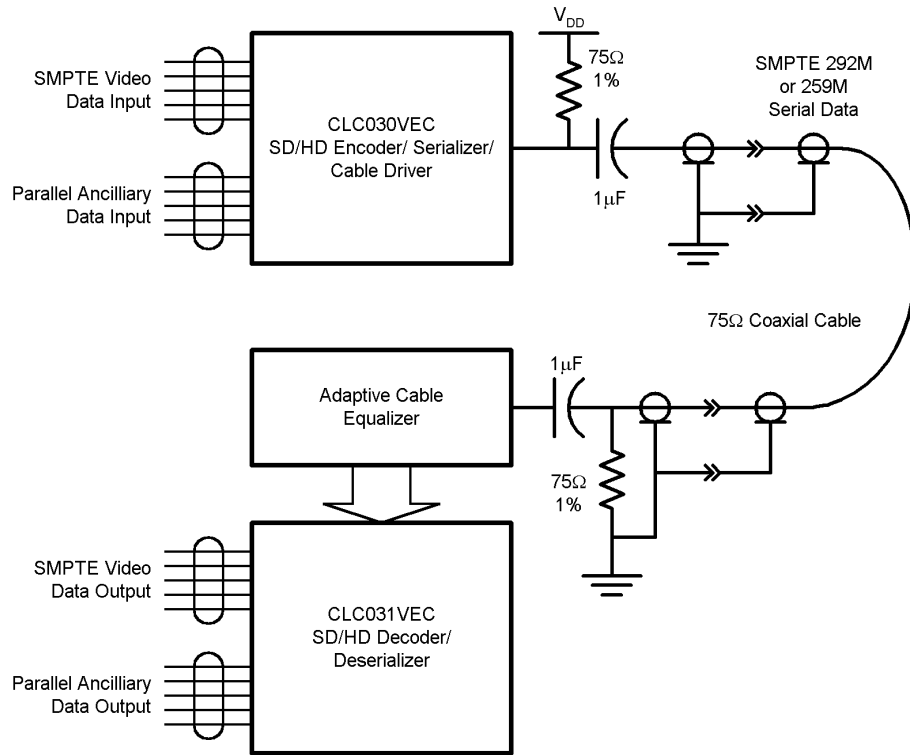 V_DD
75Ω
1%
SMPTE 292M
or 259M
Serial Data
SMPTE Video
Data Input
CLC030VEC
SD/HD Encoder/ Serializer/
Cable Driver
1µF
Parallel Ancilliary
Data Input
75Ω Coaxial Cable
1µF
Adaptive Cable
Equalizer
75Ω
1%
SMPTE Video
Data Output
CLC031VEC
SD/HD Decoder/
Deserializer
Parallel Ancilliary
Data Output